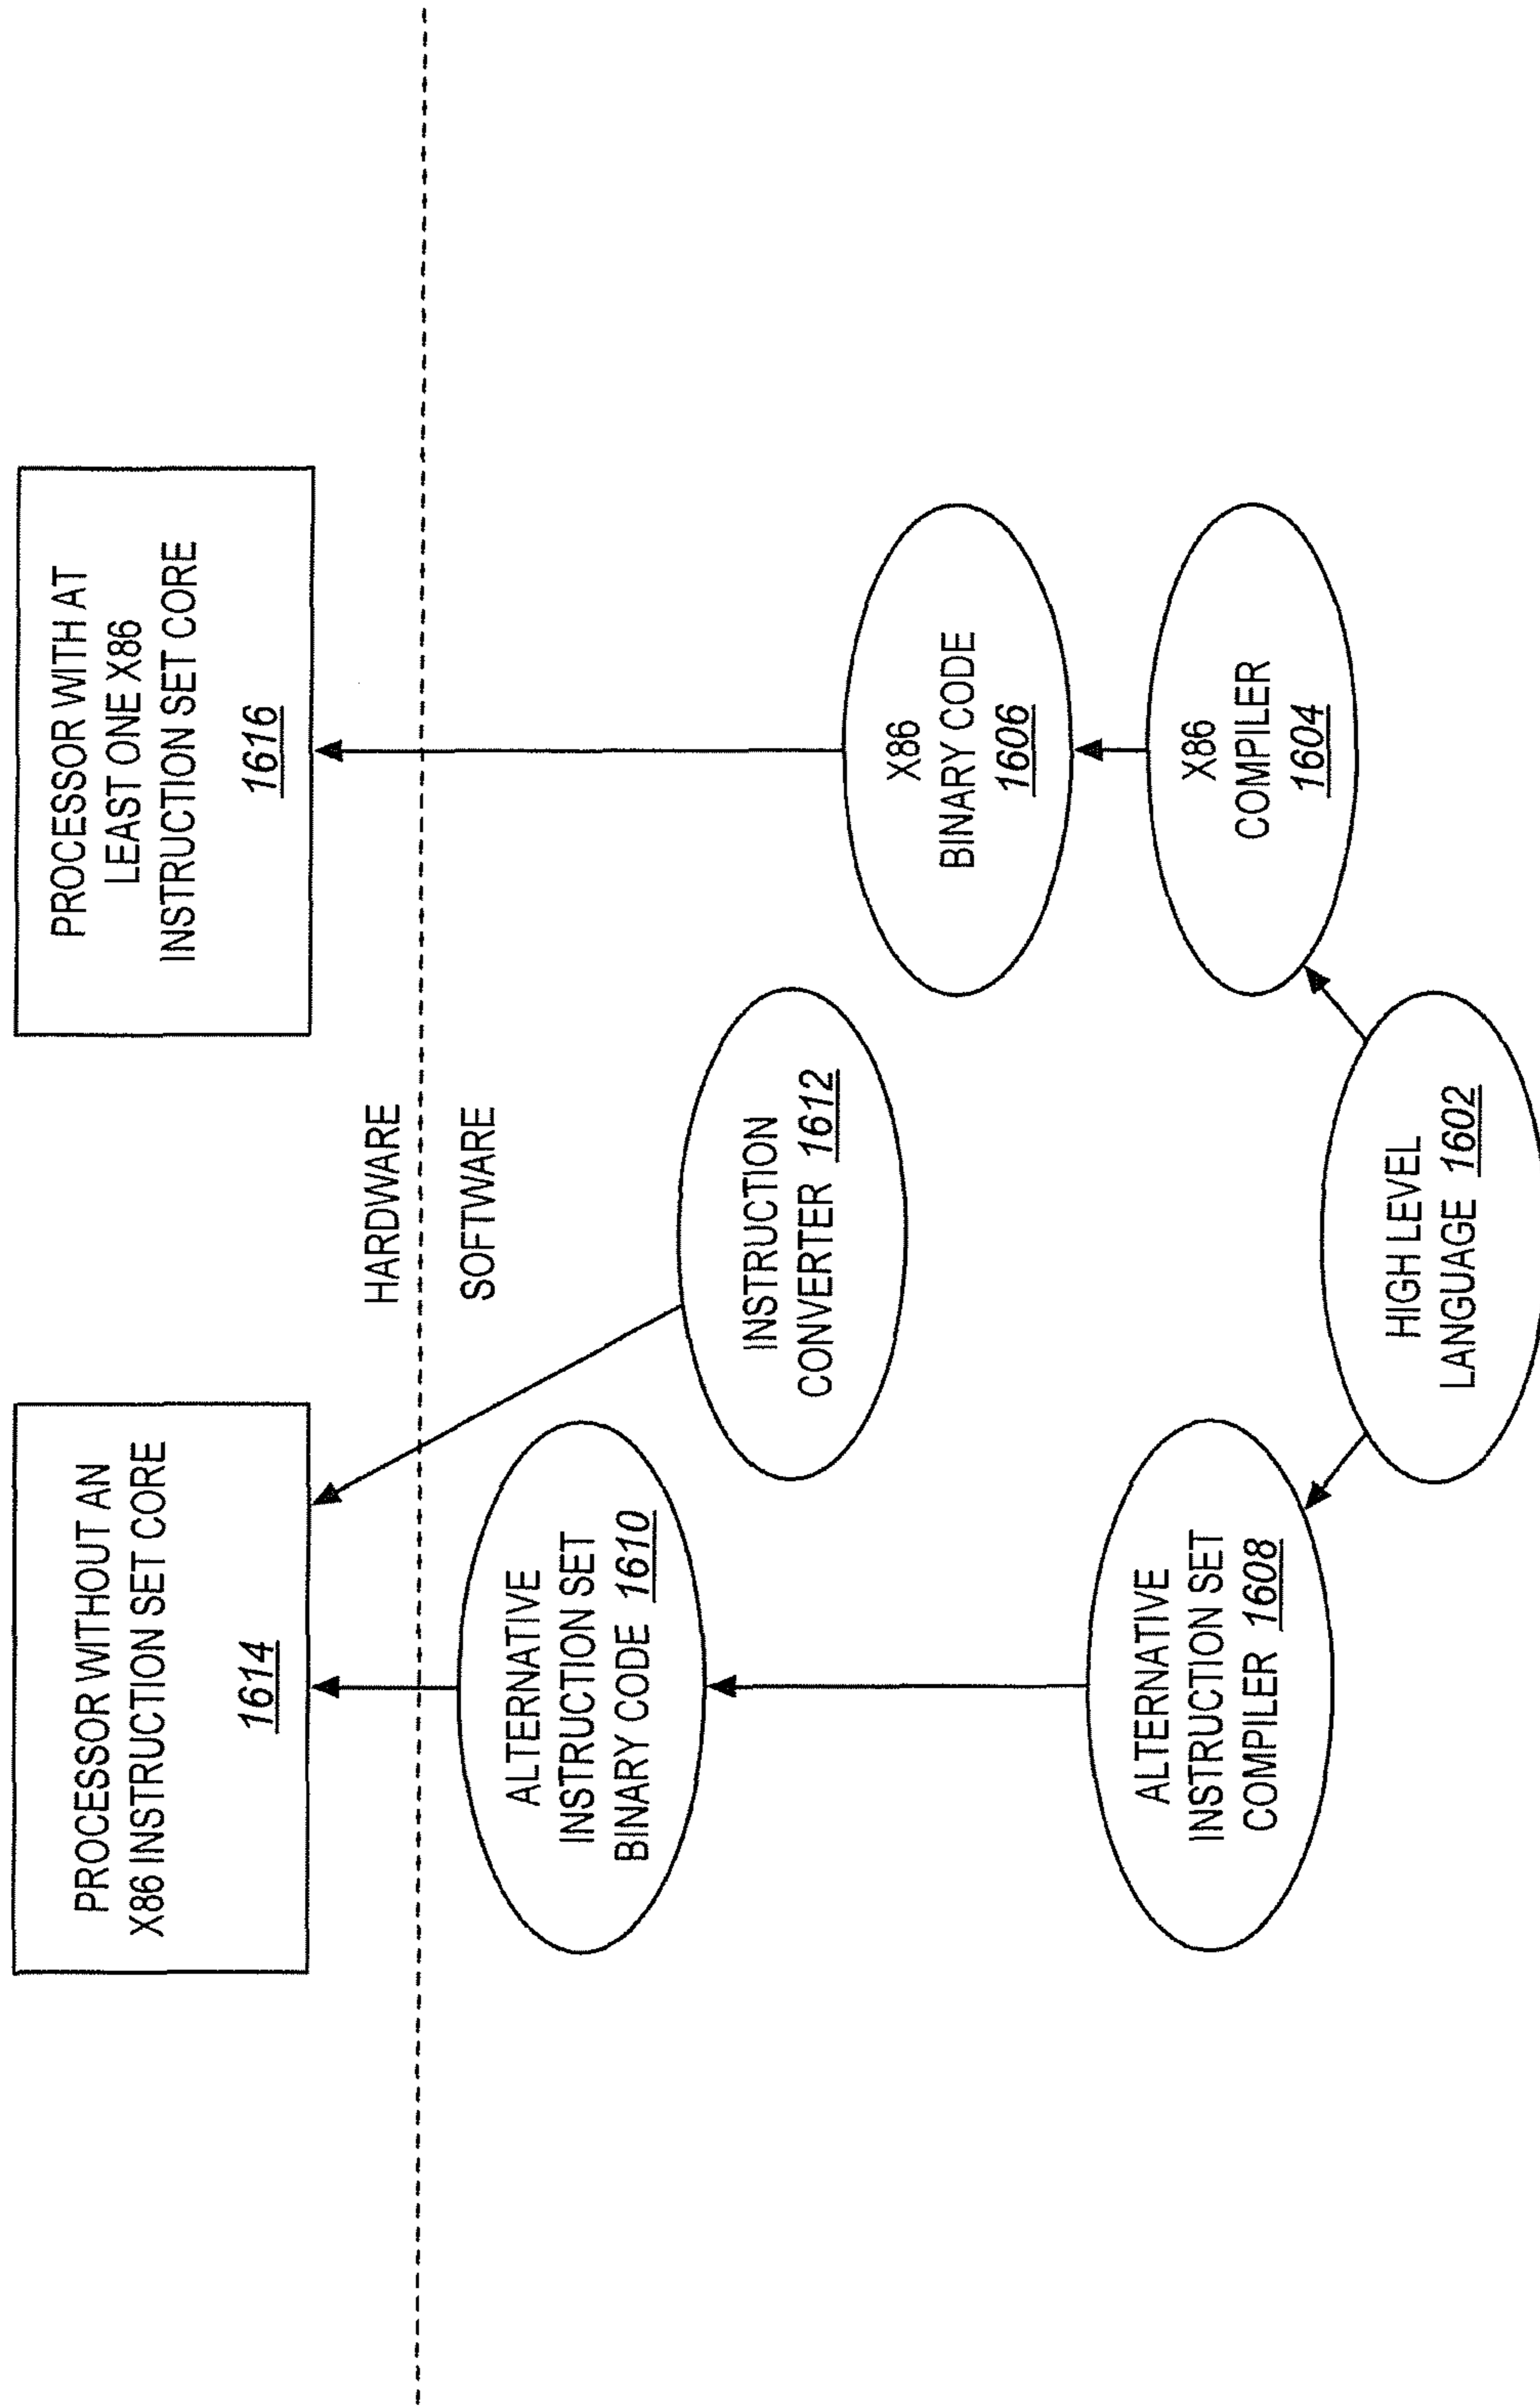 PROCESSOR WITHOUT AN
X86 INSTRUCTION SET CORE
1614
PROCESSOR WITH AT
LEAST ONE X86
INSTRUCTION SET CORE
1616
HARDWARE
SOFTWARE
ALTERNATIVE
INSTRUCTION SET
BINARY CODE 1610
INSTRUCTION
CONVERTER 1612
X86
BINARY CODE
1606
ALTERNATIVE
INSTRUCTION SET
COMPILER 1608
X86
COMPILER
1604
HIGH LEVEL
LANGUAGE 1602